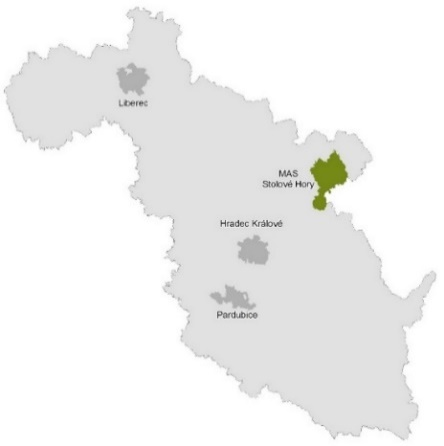 Liberec
MAS
Stolové Hory
Hradec Králové
Pardubice